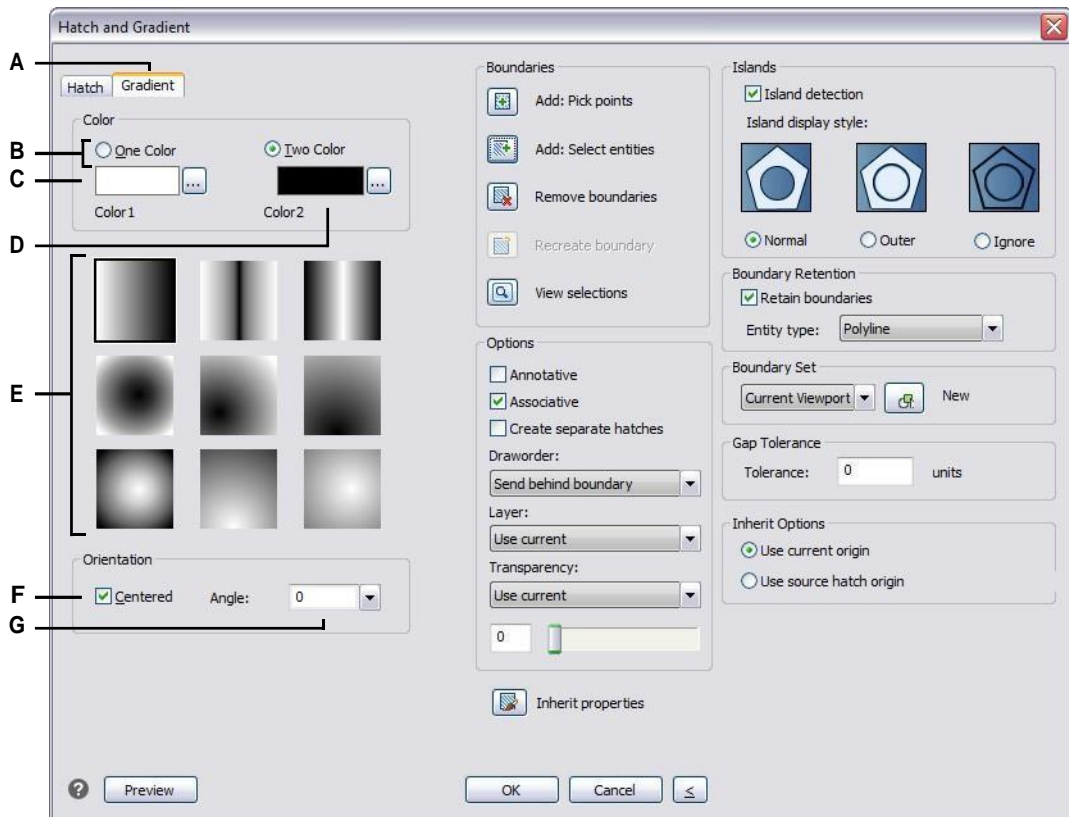 Hatch and Gradient
A
Hatch Gradient
Color
B
One Color
Two Color
C
...
...
Color1
Color2
D
E
Orientation
F
Centered
Angle:
0
G
Boundaries
Add: Pick points
Add: Select entities
Remove boundaries
Recreate boundary
View selections
Options
Annotative
Associative
Create separate hatches
Draworder:
Send behind boundary
Layer:
Use current
Transparency:
Use current
0
Inherit properties
Islands
Island detection
Island display style:
Normal
Outer
Ignore
Boundary Retention
Retain boundaries
Entity type:
Polyline
Boundary Set
Current Viewport
New
Gap Tolerance
Tolerance:
0
units
Inherit Options
Use current origin
Use source hatch origin
?
Preview
OK
Cancel
<